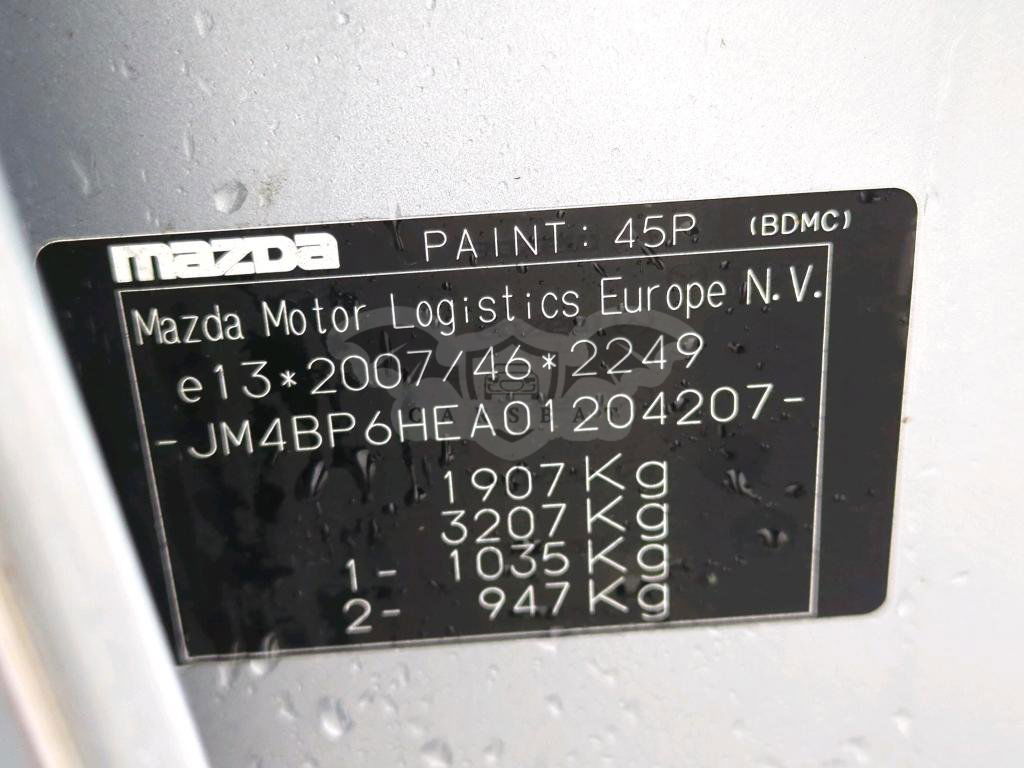 mazda PAINT: 45P (BDMC)
Mazda Motor Logistics Europe N.V.
e13*2007/46*2249
-JM4BP6HEA01204207-
1907 Kg
3207 Kg
1- 1035 Kg
2- 947 Kg
CARSBAT